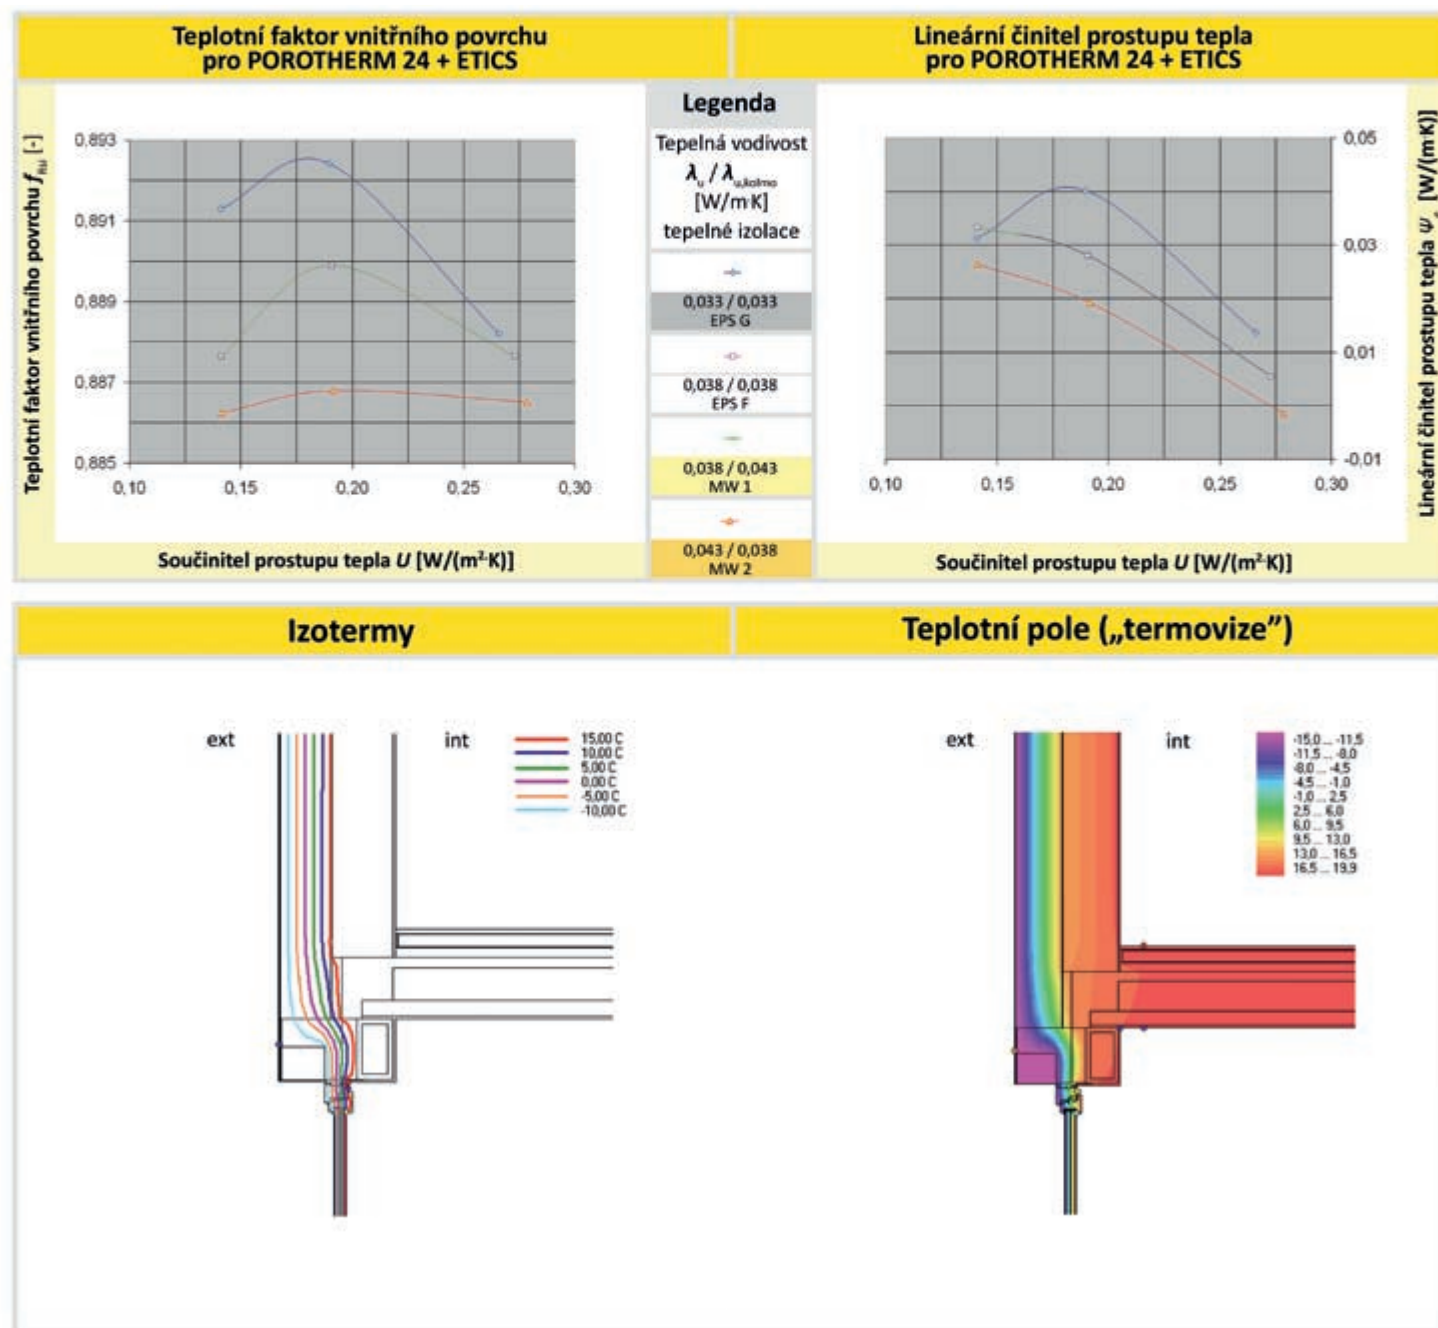 Teplotní faktor vnitřního povrchu
pro POROTHERM 24 + ETICS
Lineární činitel prostupu tepla
pro POROTHERM 24 + ETICS
Teplotní faktor vnitřního povrchu f [-]
0,893
0,891
0,889
0,887
0,885
0,10
0,15
0,20
0,25
0,30
Součinitel prostupu tepla U [W/(m²·K)]
Legenda
Tepelná vodivost
λu / λu,kolmo
[W/m·K]
tepelné izolace
0,033 / 0,033
EPS G
0,038 / 0,038
EPS F
0,038 / 0,043
MW 1
0,043 / 0,038
MW 2
0,05
0,03
0,01
-0,01
0,10
0,15
0,20
0,25
0,30
Lineární činitel prostupu tepla Ψ [W/(m·K)]
Součinitel prostupu tepla U [W/(m²·K)]
Izotermy
Teplotní pole („termovize”)
ext
int
15,00 C
10,00 C
5,00 C
0,00 C
-5,00 C
-10,00 C
ext
int
-15,0 ... -11,5
-11,5 ... -8,0
-8,0 ... -4,5
-4,5 ... -1,0
-1,0 ... 2,5
2,5 ... 6,0
6,0 ... 9,5
9,5 ... 13,0
13,0 ... 16,5
16,5 ... 19,9